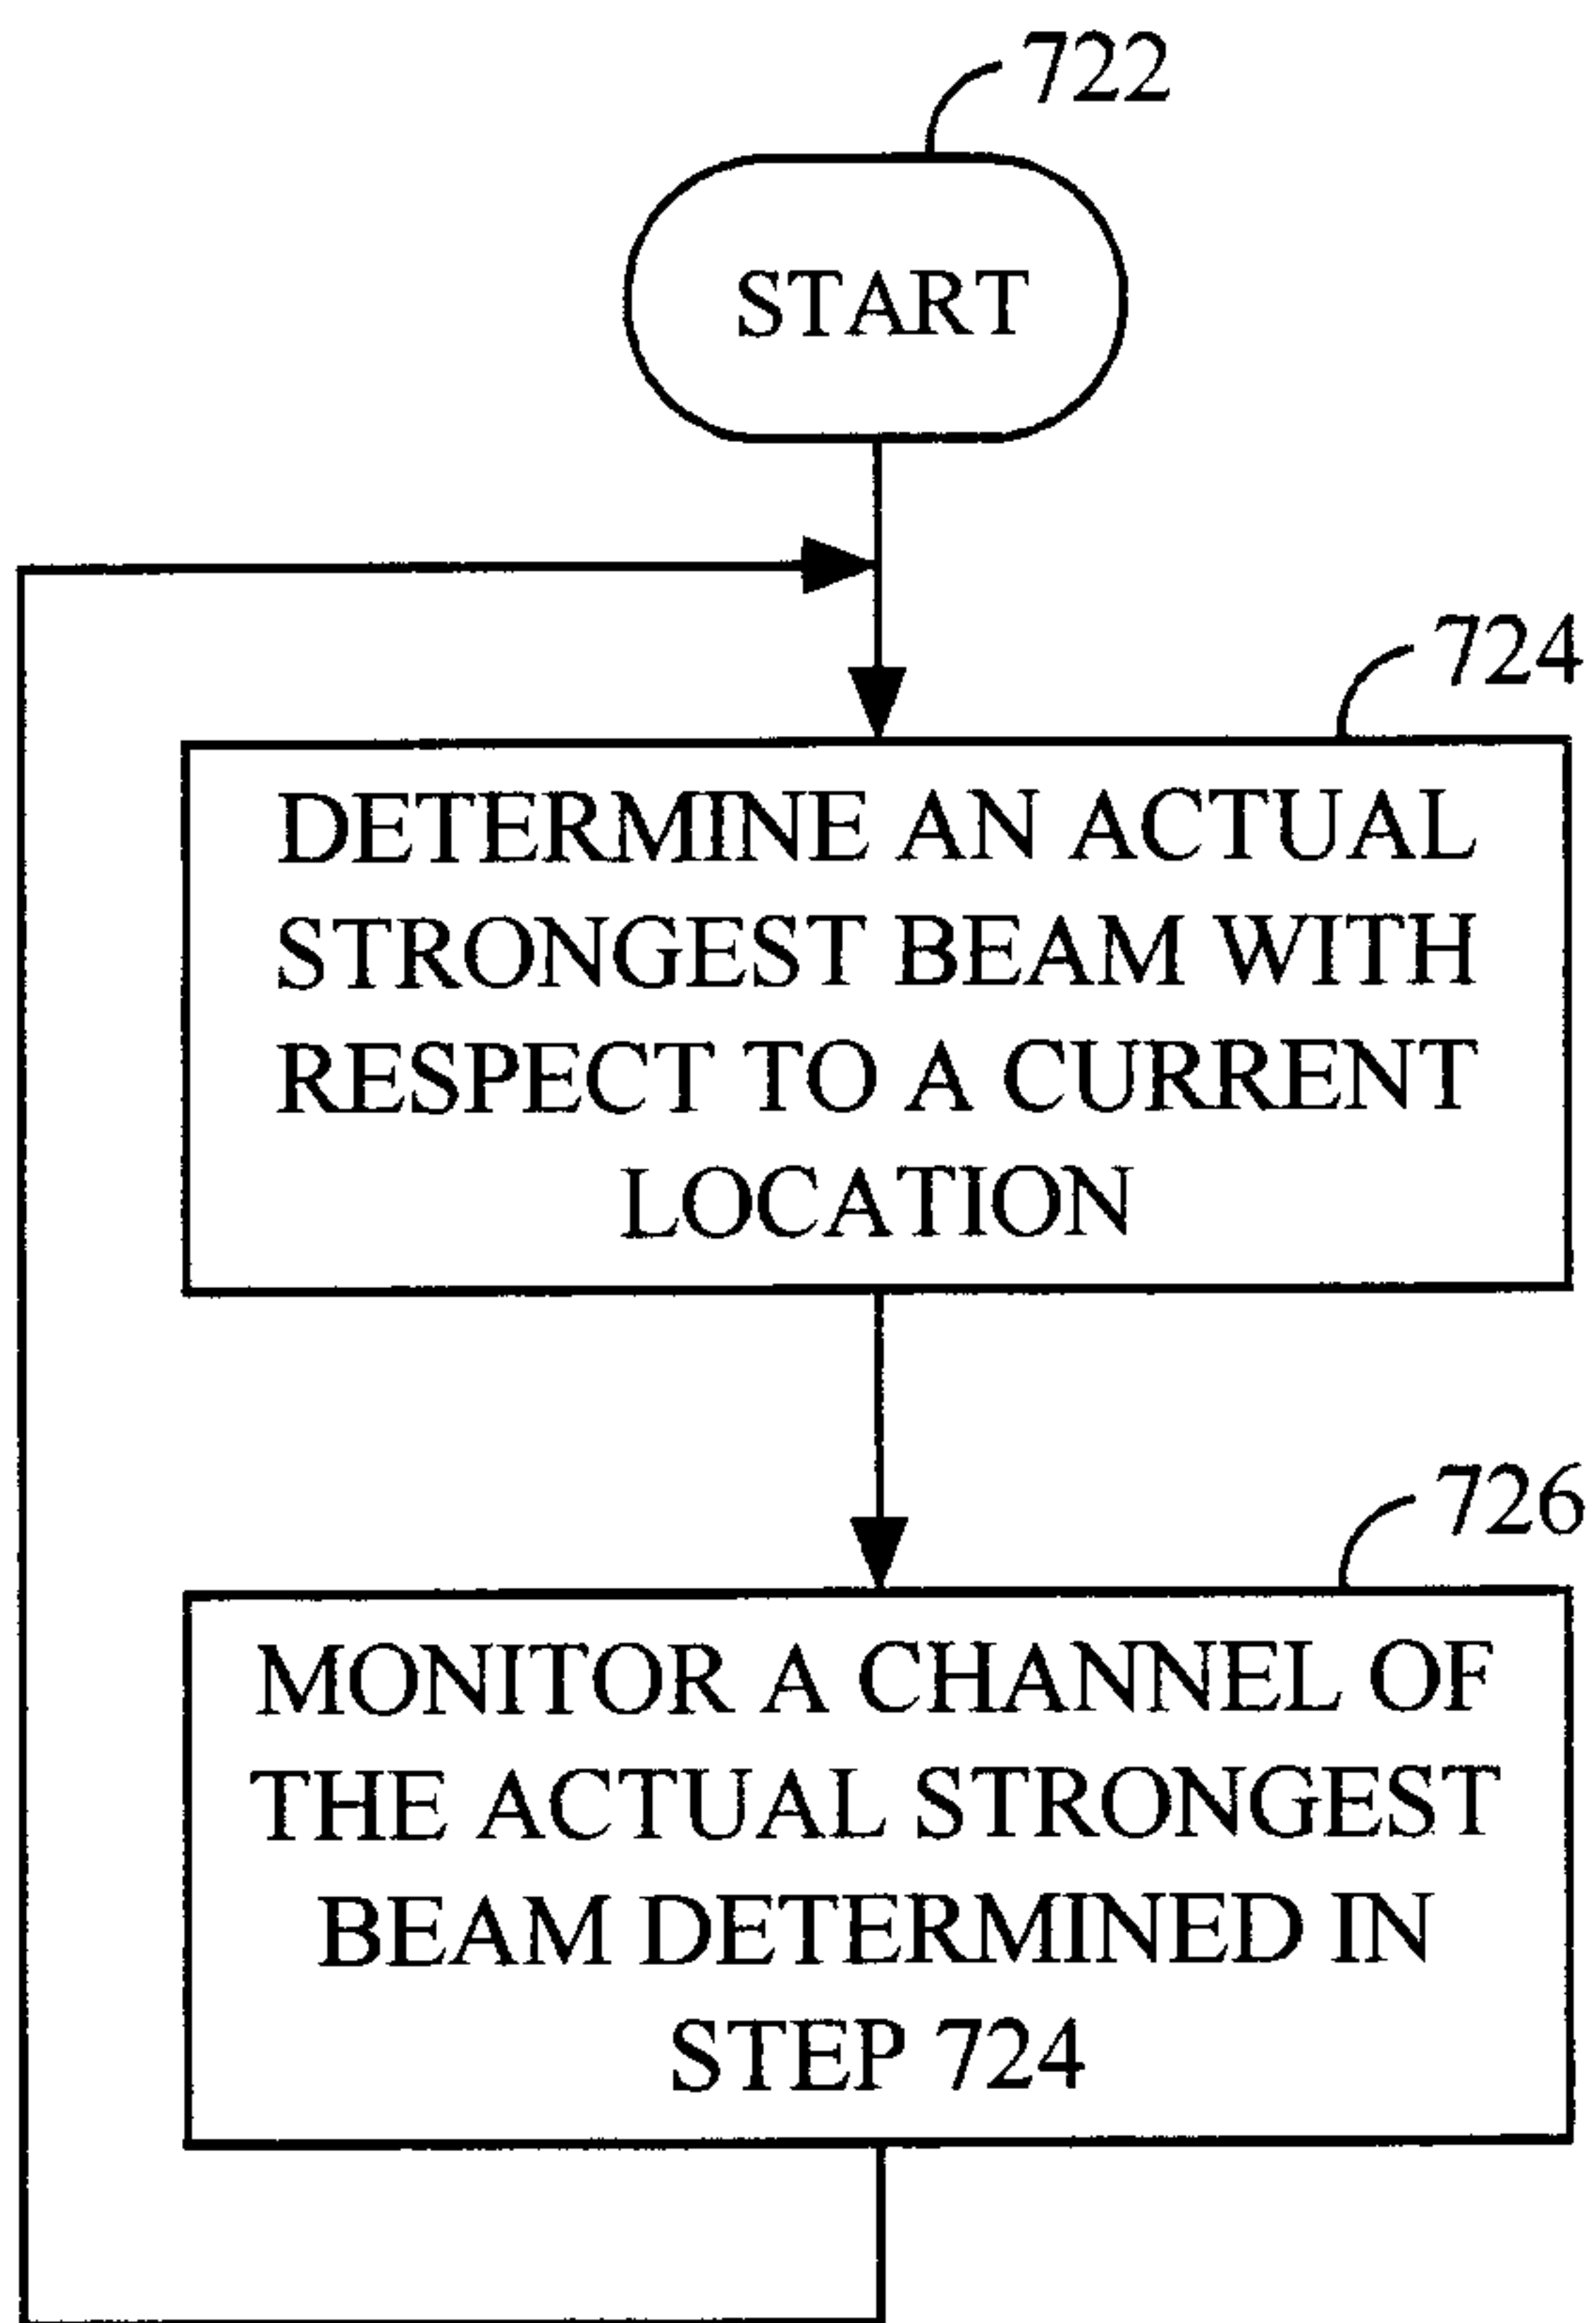 722
START
724
DETERMINE AN ACTUAL
STRONGEST BEAM WITH
RESPECT TO A CURRENT
LOCATION
726
MONITOR A CHANNEL OF
THE ACTUAL STRONGEST
BEAM DETERMINED IN
STEP 724